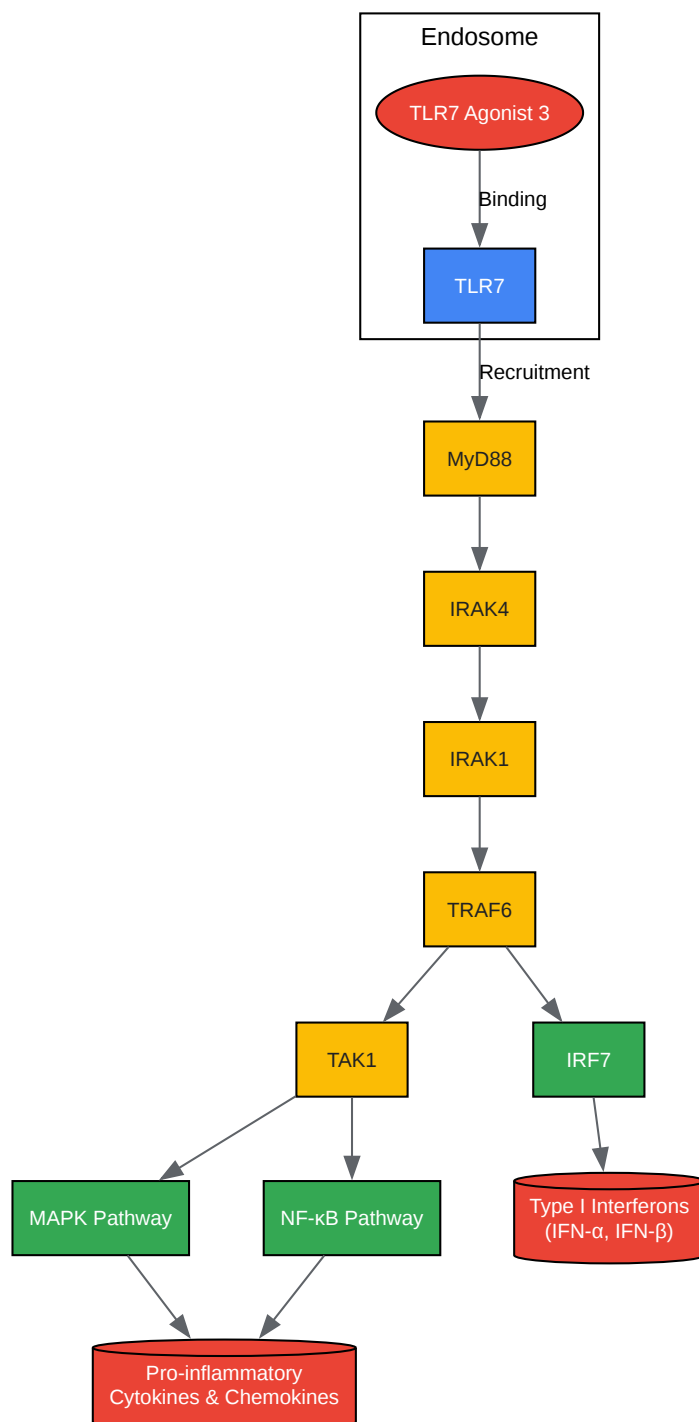 Endosome
TLR7 Agonist 3
Binding
TLR7
Recruitment
MyD88
IRAK4
IRAK1
TRAF6
TAK1
IRF7
MAPK Pathway
NF-κB Pathway
Type I Interferons
(IFN-α, IFN-β)
Pro-inflammatory
Cytokines & Chemokines